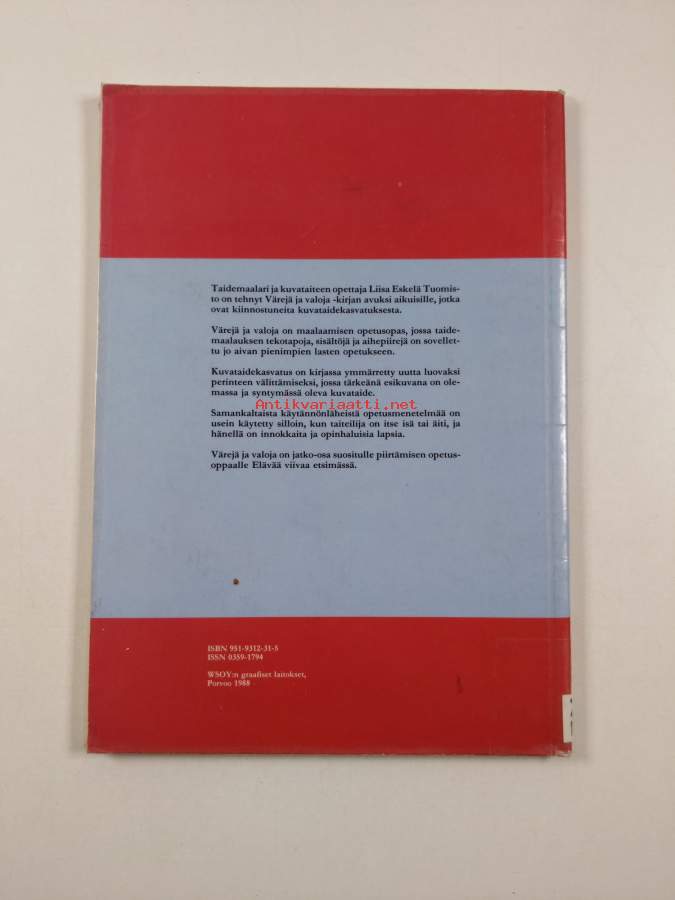 Taidemaalari ja kuvataiteen opettaja Liisa Eskelä Tuomis-
to on tehnyt Värejä ja valoja -kirjan avuksi aikuisille, jotka
ovat kiinnostuneita kuvataidekasvatuksesta.
Värejä ja valoja on maalaamisen opetusopas, jossa taide-
maalauksen tekotapoja, sisältöjä ja aihepiirejä on sovellet-
tu jo aivan pienimpien lasten opetukseen.
Kuvataidekasvatus on kirjassa ymmärretty uutta luovaksi
perinteen välittämiseksi, jossa tärkeänä esikuvana on ole-
massa ja syntymässä oleva kuvataide.
Antikvariaatti.net
Samankaltaista käytännönläheistä opetusmenetelmää on
usein käytetty silloin, kun taiteilija on itse isä tai äiti, ja
hänellä on innokkaita ja opinhaluisia lapsia.
Värejä ja valoja on jatko-osa suositulle piirtämisen opetus-
oppaalle Elävää viivaa etsimässä.
ISBN 951-9312-31-5
ISSN 0359-1794
WSOY:n graafiset laitokset,
Porvoo 1988